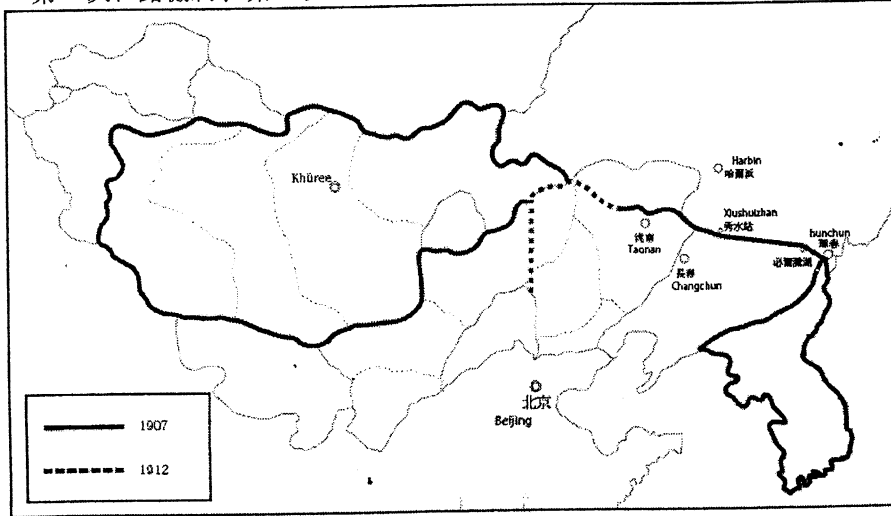 Khüree
Harbin
哈爾濱
Xiushuizhan
秀水站
hunchun
琿春
洮南
Taonan
長春
Changchun
北京
Beijing
1907
1912